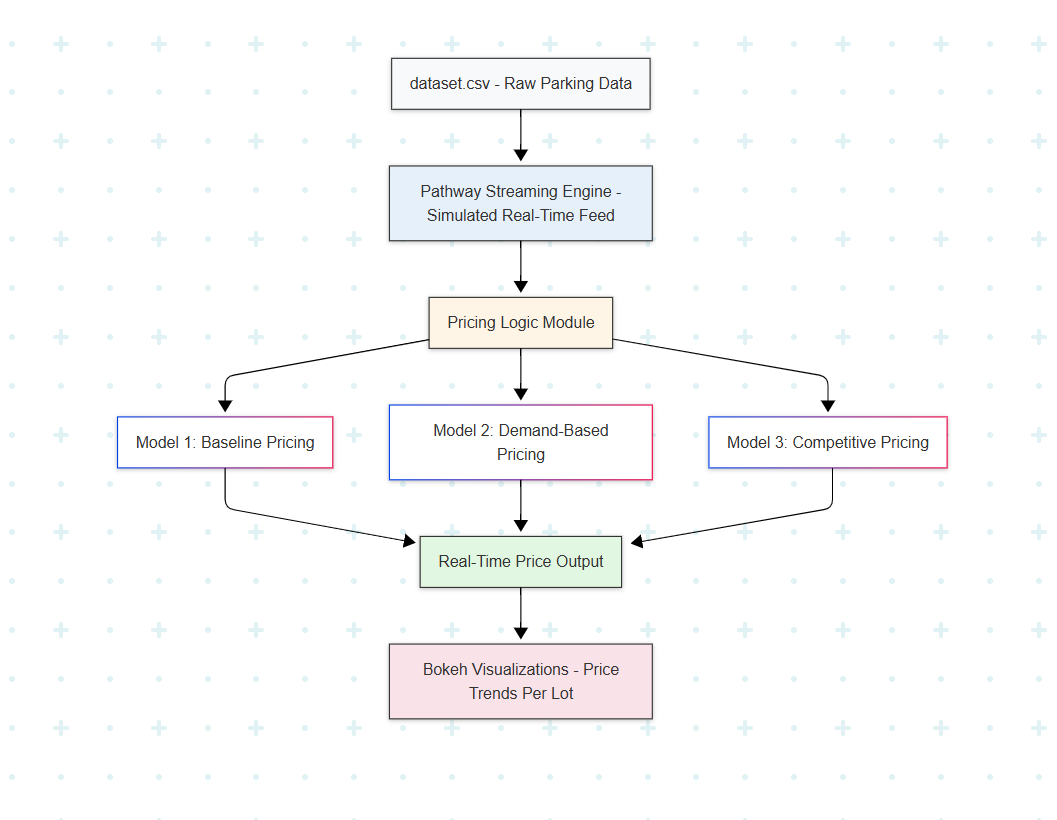 dataset.csv - Raw Parking Data
Pathway Streaming Engine -
Simulated Real-Time Feed
Pricing Logic Module
Model 1: Baseline Pricing
Model 2: Demand-Based
Pricing
Model 3: Competitive Pricing
Real-Time Price Output
Bokeh Visualizations - Price
Trends Per Lot